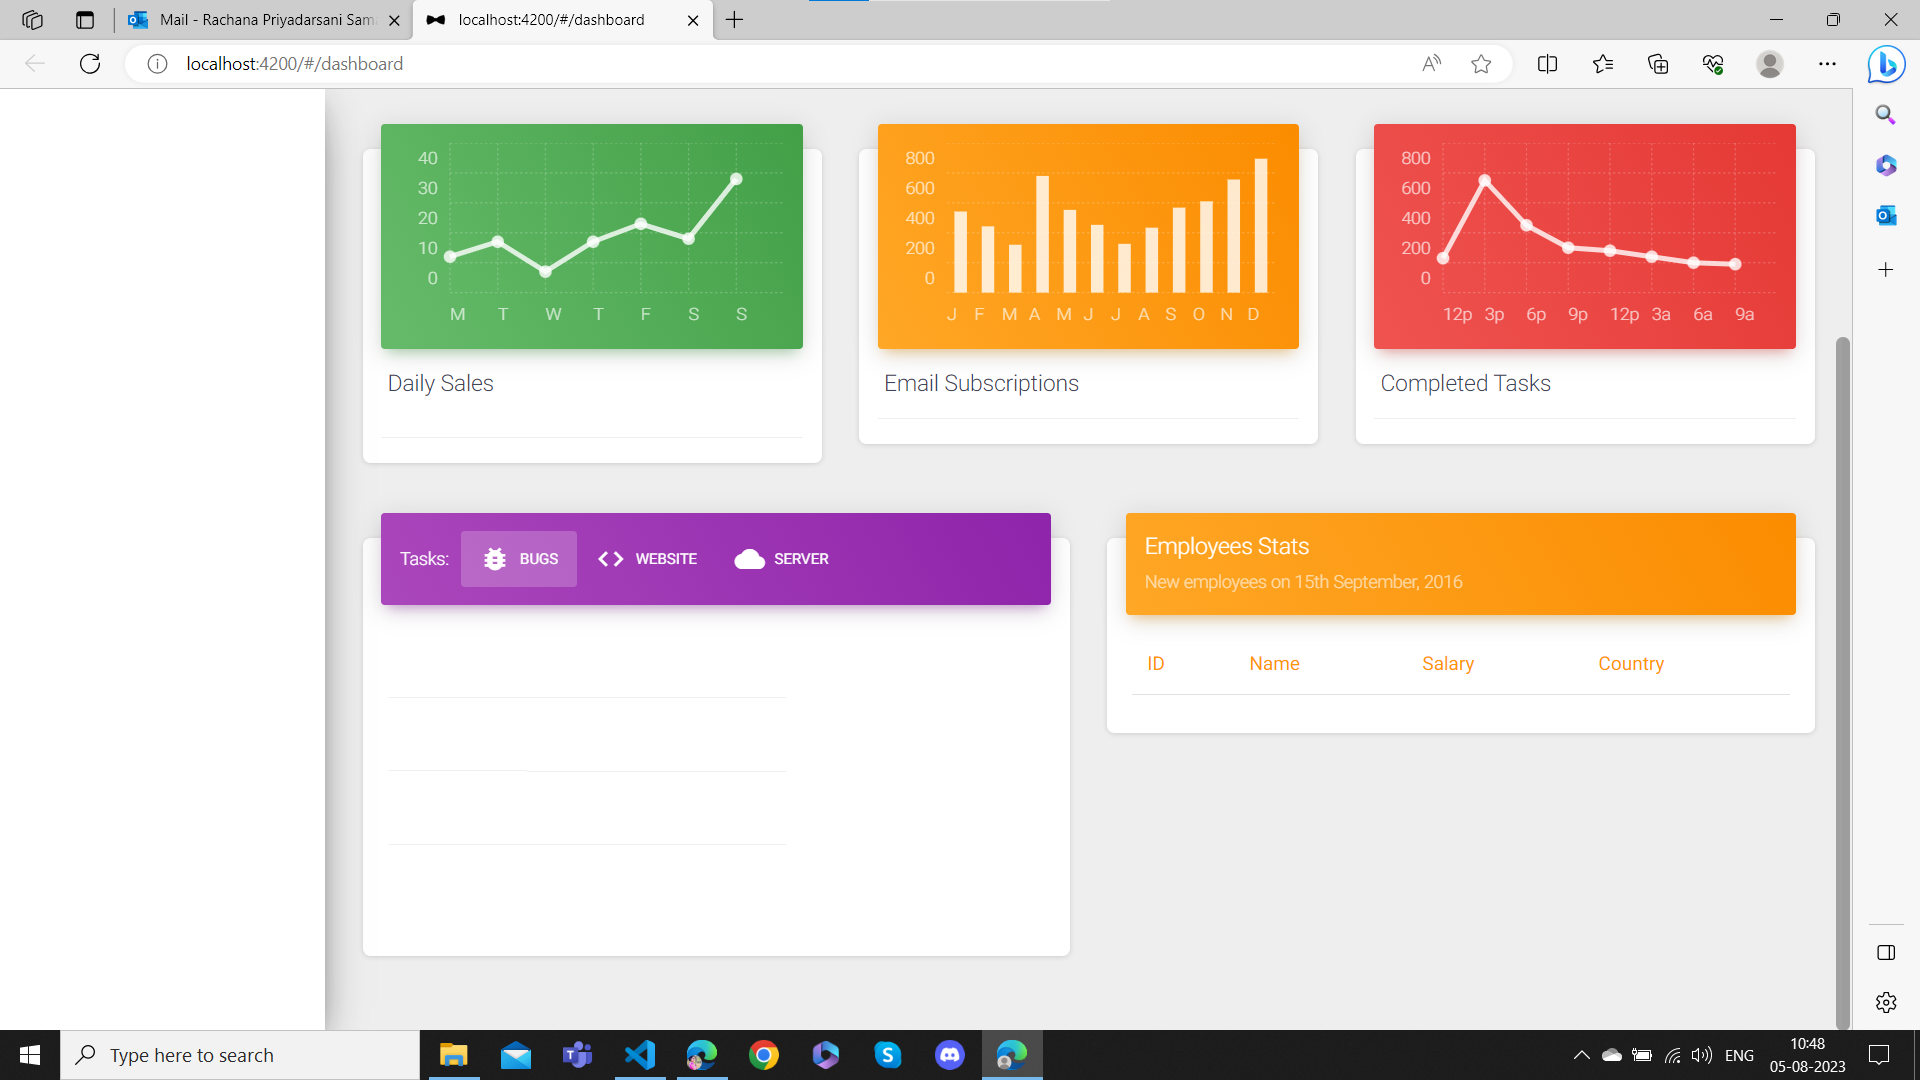 Mail - Rachana Priyadarsani Sama
localhost:4200/#/dashboard
localhost:4200/#/dashboard
40
30
20
10
0
M T W T F S S
Daily Sales
800
600
400
200
0
J F M A M J J A S O N D
Email Subscriptions
800
600
400
200
0
12p 3p 6p 9p 12p 3a 6a 9a
Completed Tasks
Tasks: BUGS WEBSITE SERVER
Employees Stats
New employees on 15th September, 2016
ID Name Salary Country
Type here to search
ENG
10:48
05-08-2023